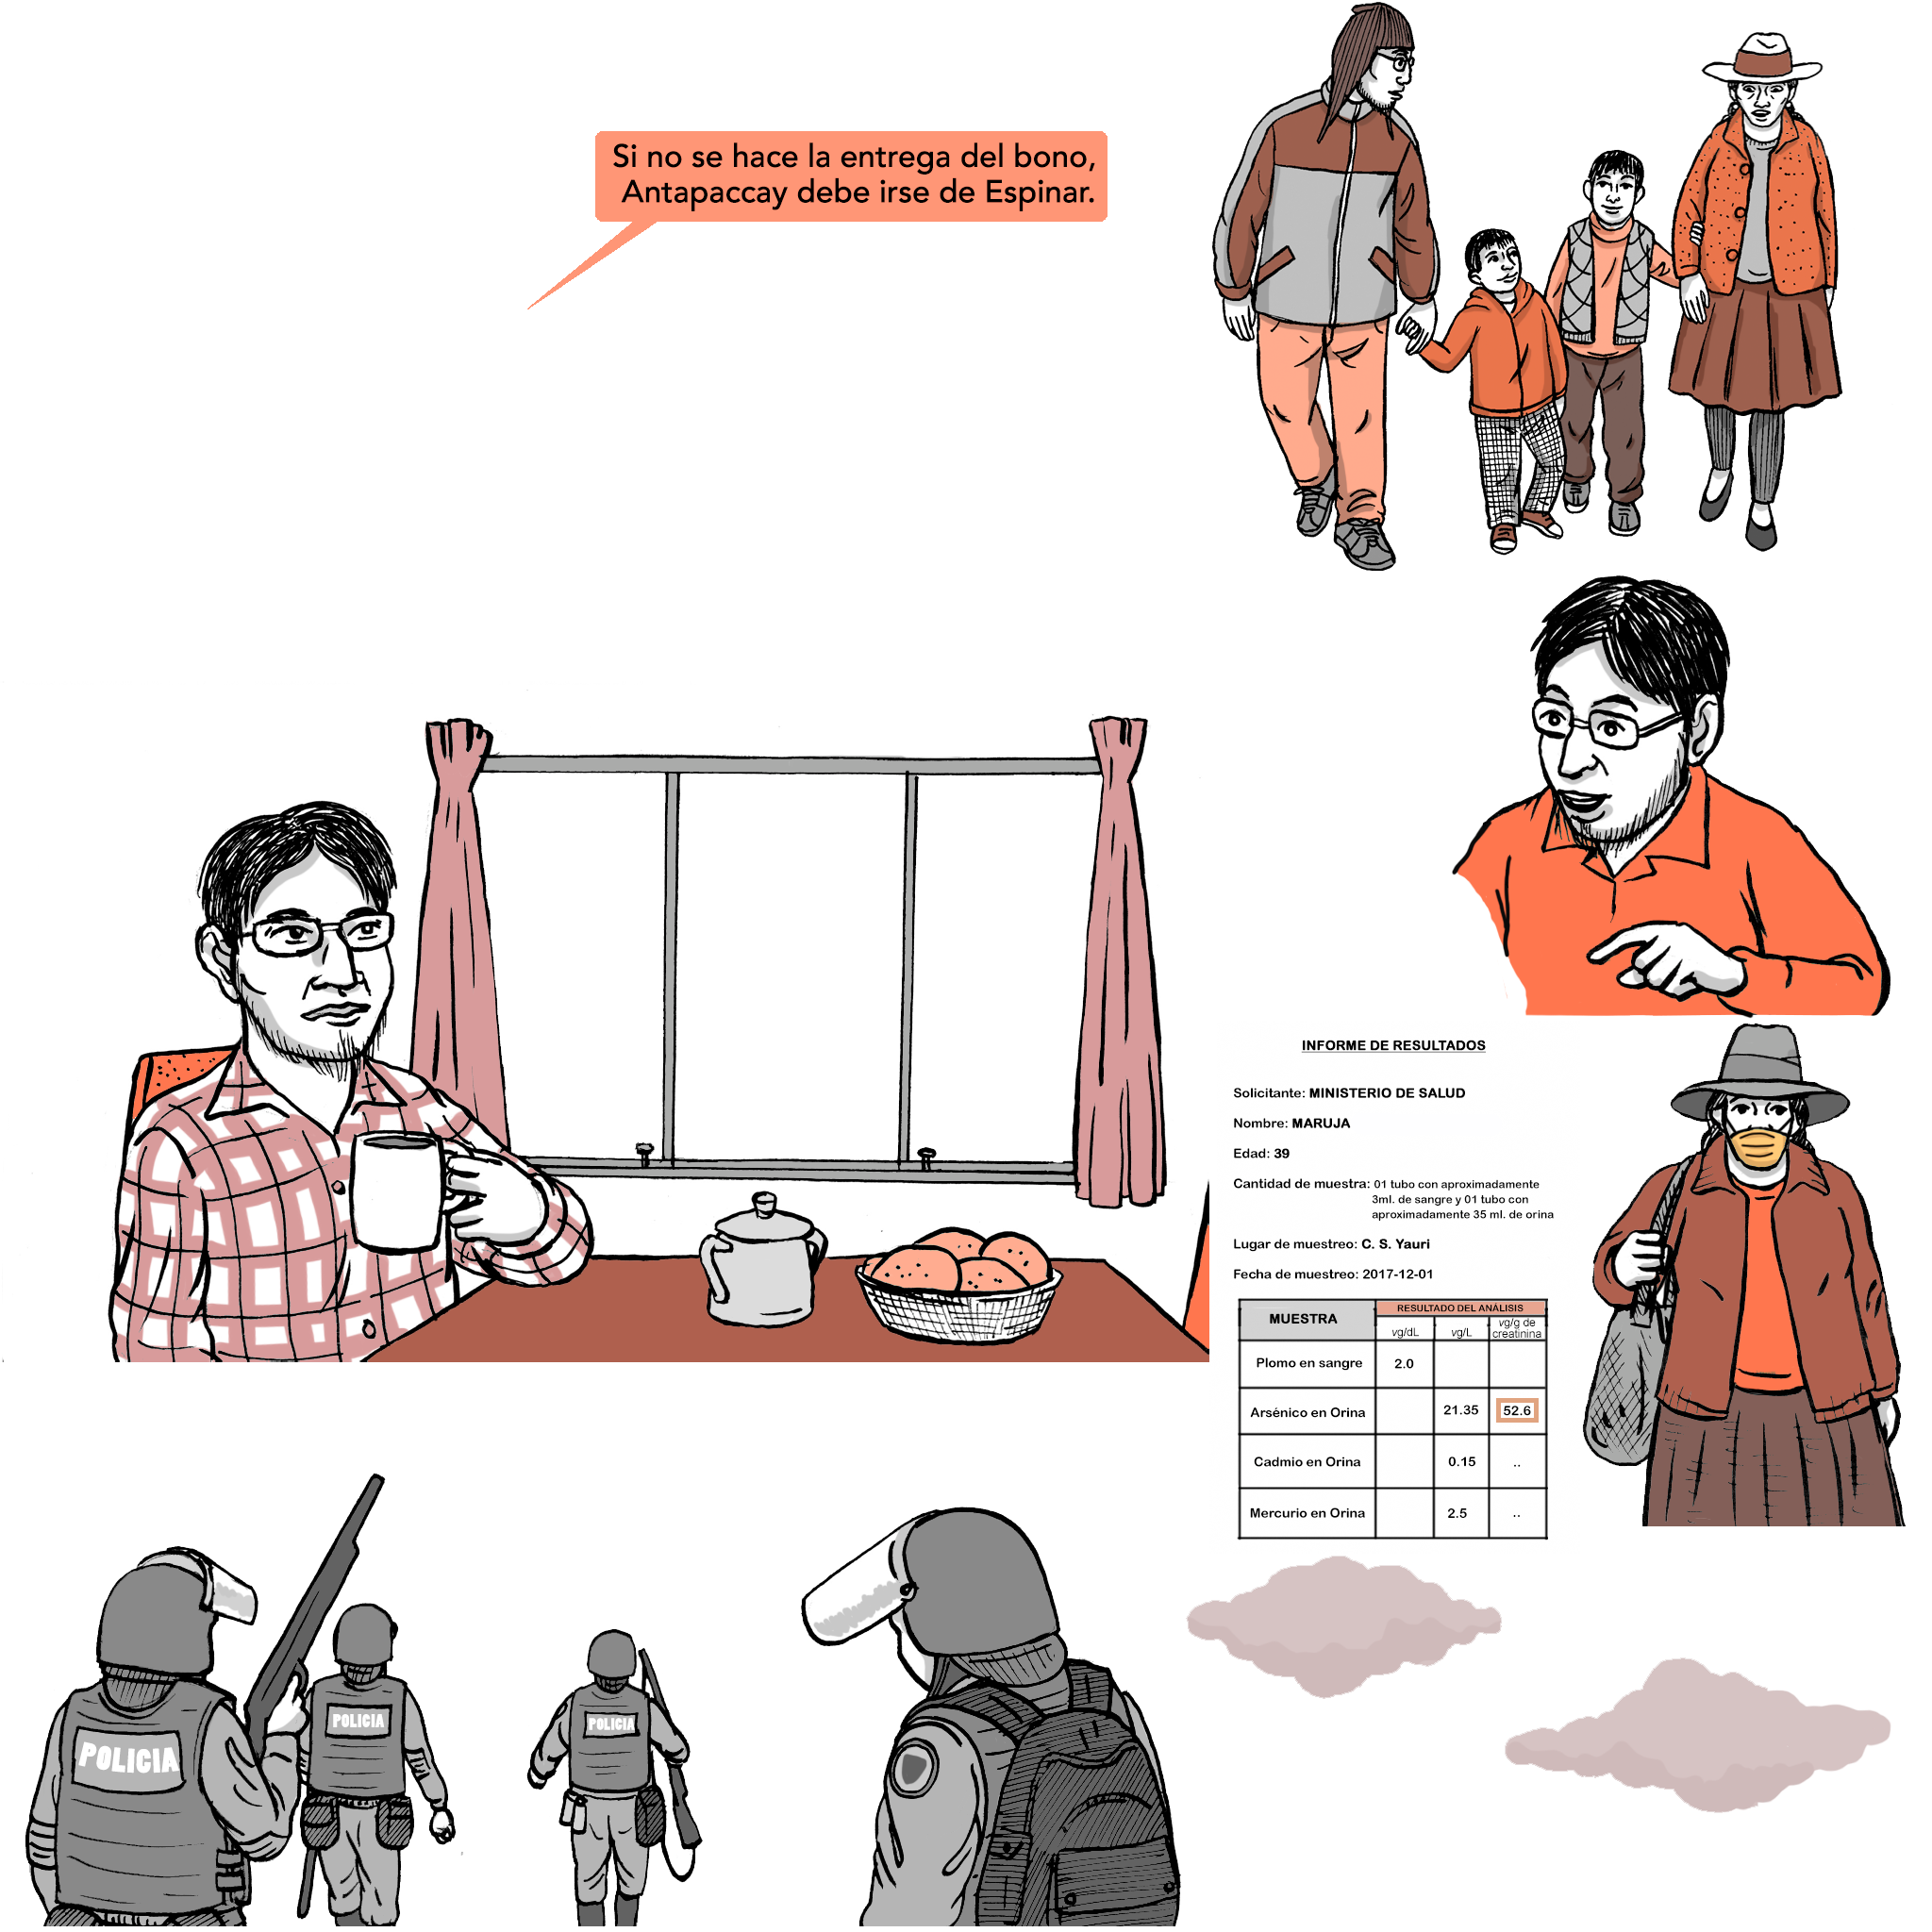 Si no se hace la entrega del bono,
Antapaccay debe irse de Espinar.
INFORME DE RESULTADOS
Solicitante: MINISTERIO DE SALUD
Nombre: MARUJA
Edad: 39
Cantidad de muestra: 01 tubo con aproximadamente
3ml. de sangre y 01 tubo con
aproximadamente 35 ml. de orina
Lugar de muestreo: C. S. Yauri
Fecha de muestreo: 2017-12-01
MUESTRA
RESULTADO DEL ANÁLISIS
vg/dL vg/L vg/g de
creatinina
Plomo en sangre 2.0
Arsénico en Orina 21.35 52.6
Cadmio en Orina 0.15 ..
Mercurio en Orina 2.5 ..
POLICIA
POLICIA
POLICIA